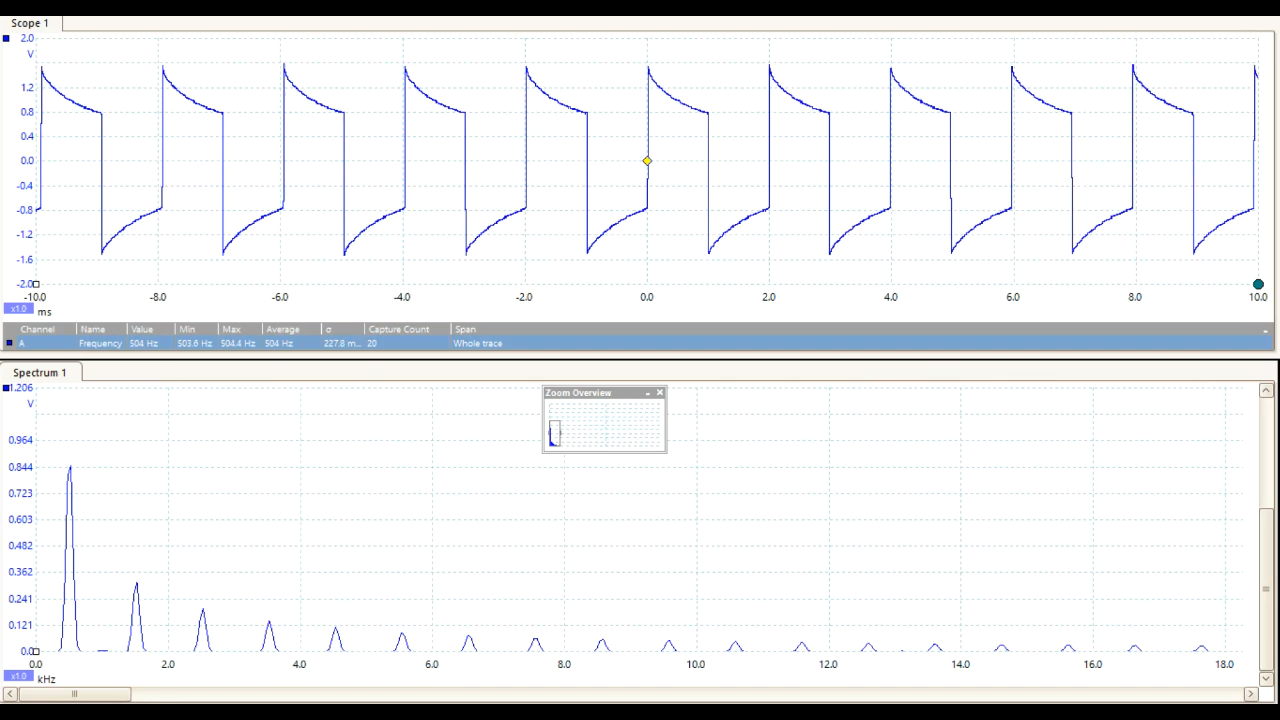 Scope 1
2.0
V
1.2
0.8
0.4
0.0
-0.4
-0.8
-1.2
-1.6
-2.0
-10.0 -8.0 -6.0 -4.0 -2.0 0.0 2.0 4.0 6.0 8.0 10.0
x1.0 ms
Channel Name Value Min Max Average σ Capture Count Span
A Frequency 504 Hz 503.6 Hz 504.4 Hz 504 Hz 227.8 m... 20 Whole trace
Spectrum 1
1.206
V
Zoom Overview
0.964
0.844
0.723
0.603
0.482
0.362
0.241
0.121
0.0
0.0 2.0 4.0 6.0 8.0 10.0 12.0 14.0 16.0 18.0
x1.0 kHz